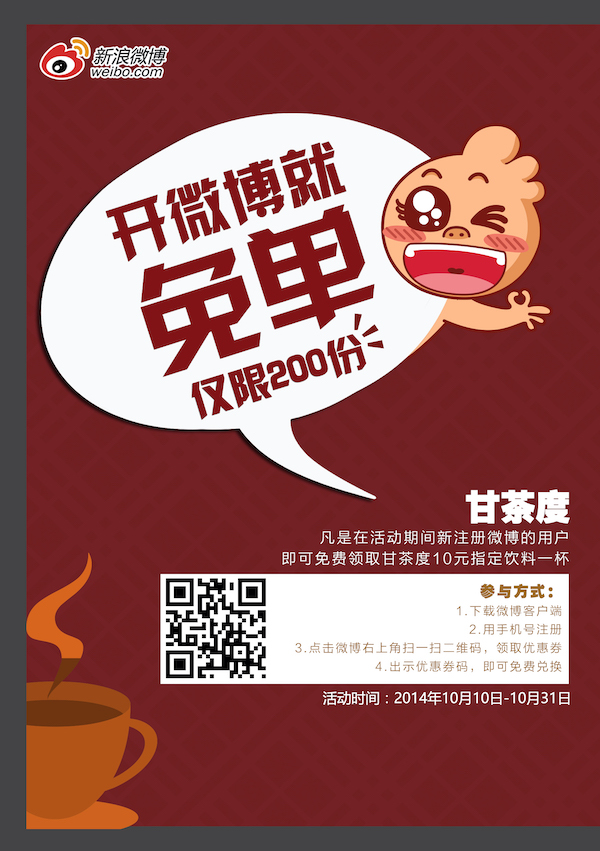 新浪微博
weibo.com
开微博就
免单
仅限200份
甘茶度
凡是在活动期间新注册微博的用户
即可免费领取甘茶度10元指定饮料一杯
参与方式：
1.下载微博客户端
2.用手机号注册
3.点击微博右上角扫一扫二维码，领取优惠券
4.出示优惠券码，即可免费兑换
活动时间：2014年10月10日-10月31日